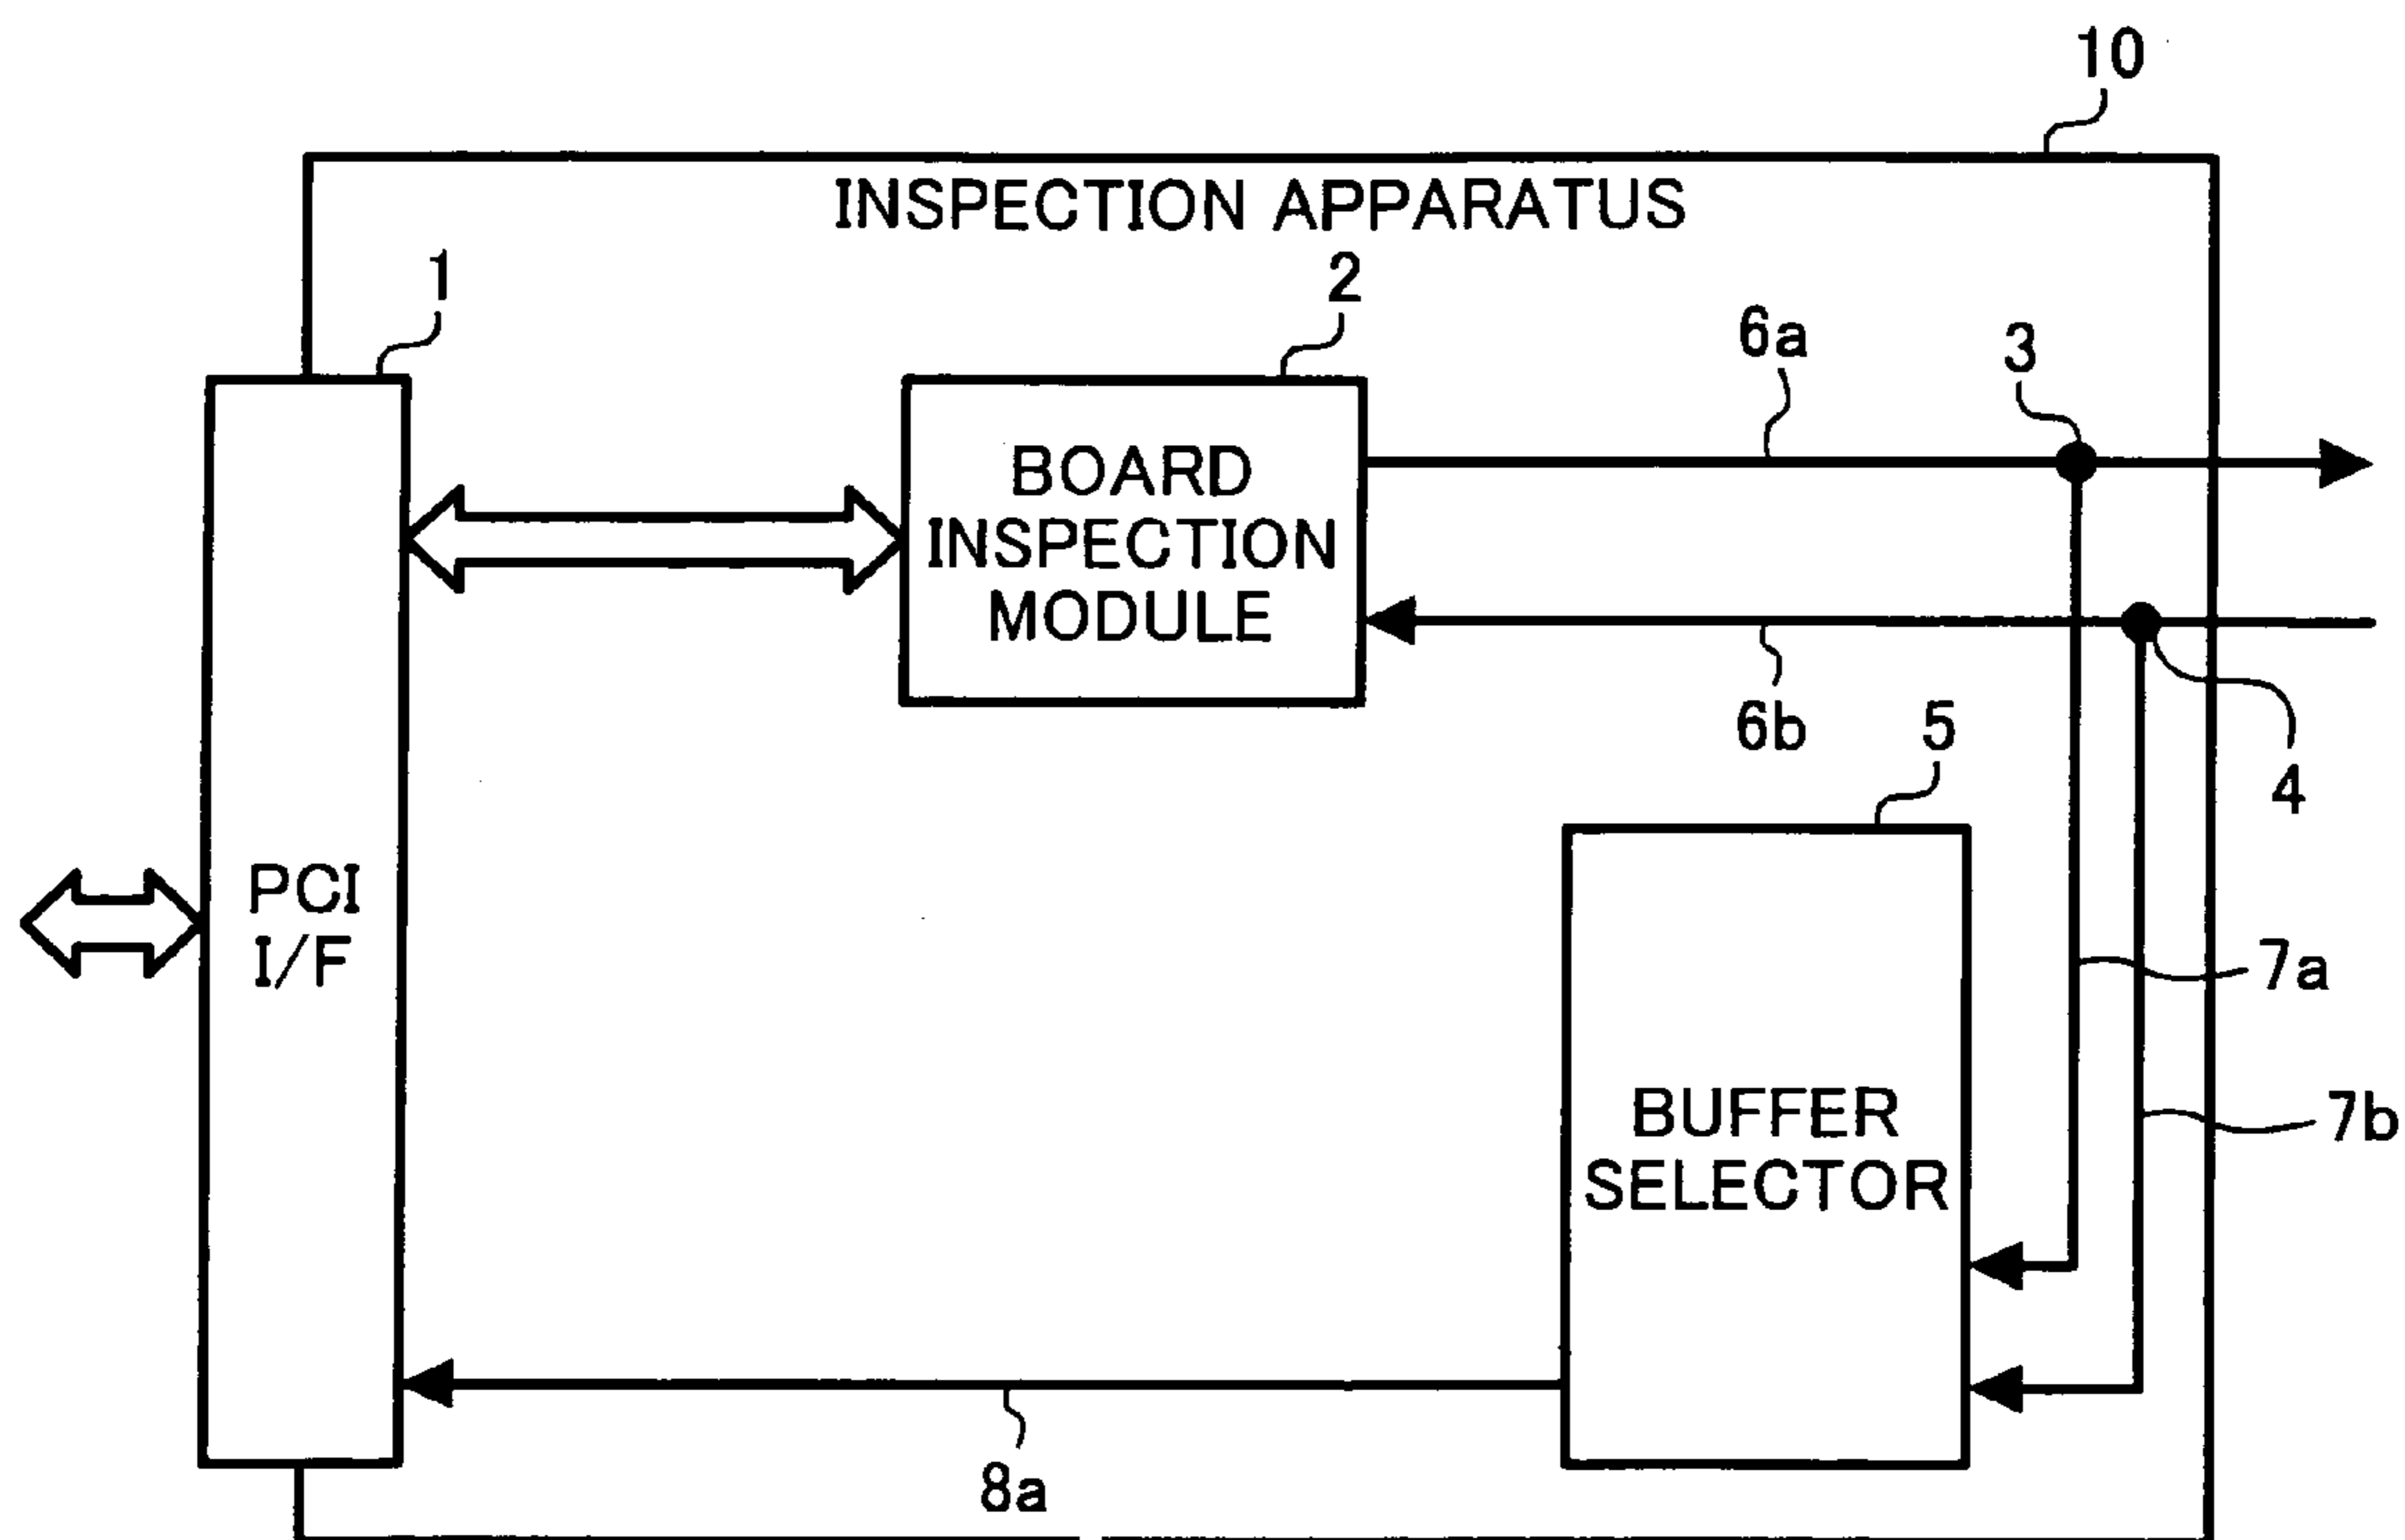 10
INSPECTION APPARATUS
1
2
6a
3
BOARD
INSPECTION
MODULE
6b
5
4
PCI
I/F
7a
BUFFER
SELECTOR
7b
8a